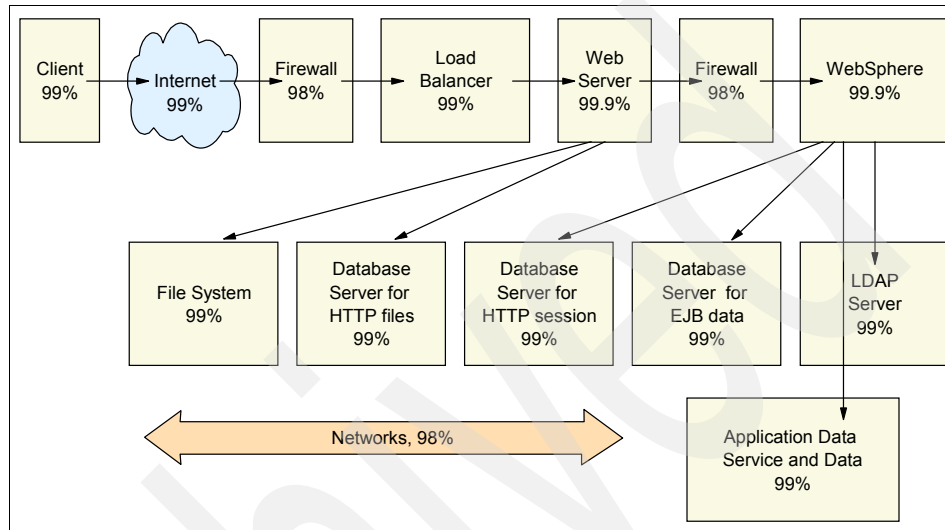 Client
99%
Internet
99%
Firewall
98%
Load
Balancer
99%
Web
Server
99.9%
Firewall
98%
WebSphere
99.9%
File System
99%
Database
Server for
HTTP files
99%
Database
Server for
HTTP session
99%
Database
Server for
EJB data
99%
LDAP
Server
99%
Networks, 98%
Application Data
Service and Data
99%